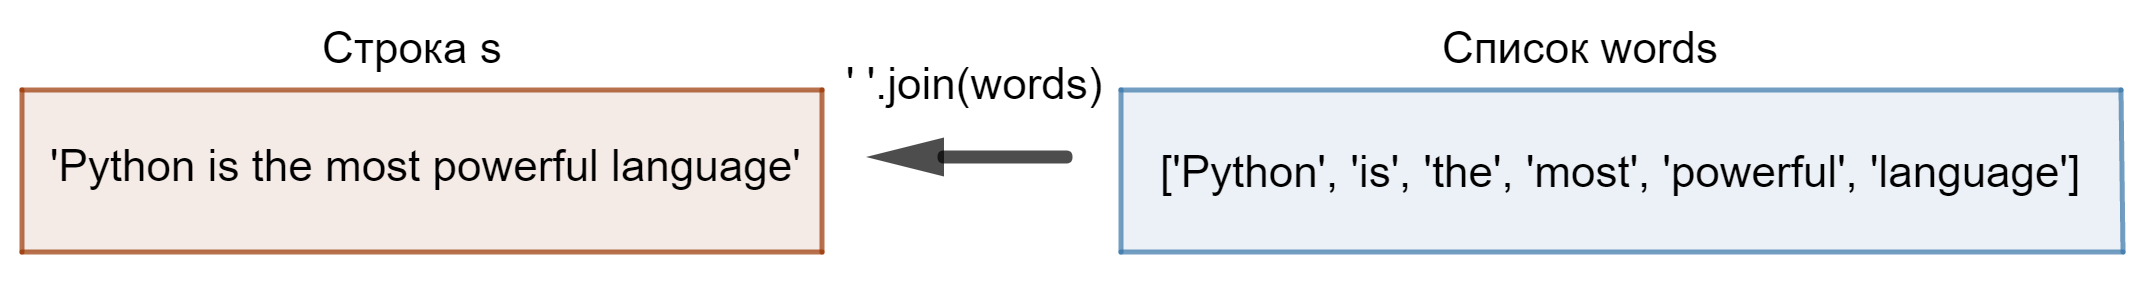 Строка s
'Python is the most powerful language'
' '.join(words)
Список words
['Python', 'is', 'the', 'most', 'powerful', 'language']